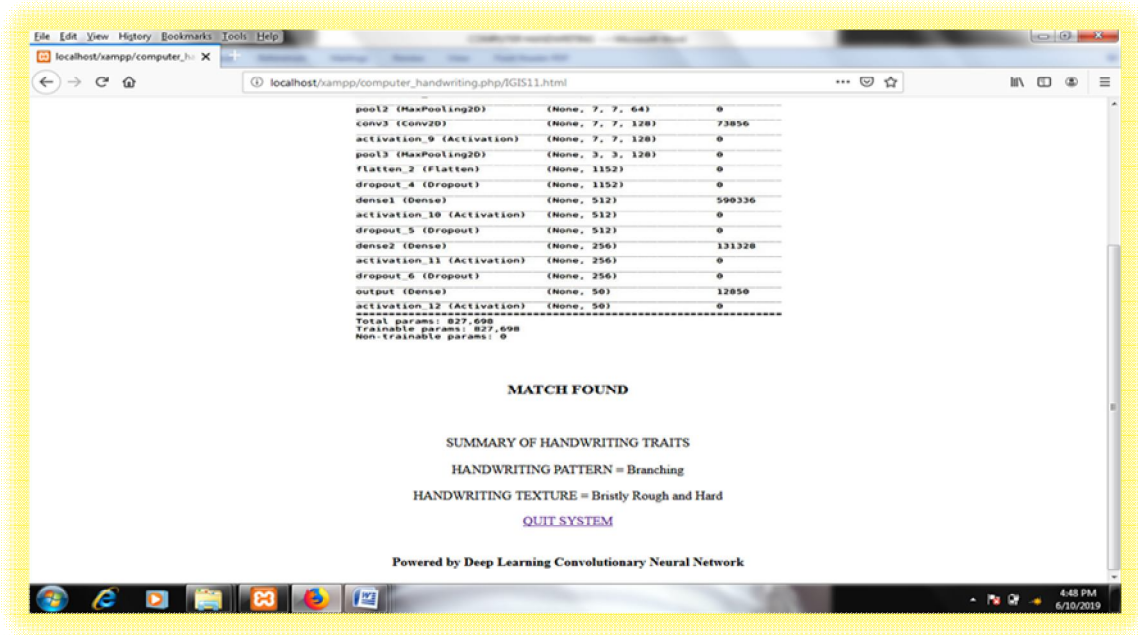 File Edit View History Bookmarks Tools Help
localhost/xampp/computer_h
localhost/xampp/computer_handwriting.php/IGIS11.html
pool2 (MaxPooling2D) (None, 7, 7, 64) 0
conv3 (Conv2D) (None, 7, 7, 128) 73856
activation_9 (Activation) (None, 7, 7, 128) 0
pool3 (MaxPooling2D) (None, 3, 3, 128) 0
flatten_2 (Flatten) (None, 1152) 0
dropout_4 (Dropout) (None, 1152) 0
dense1 (Dense) (None, 512) 590336
activation_10 (Activation) (None, 512) 0
dropout_5 (Dropout) (None, 512) 0
dense2 (Dense) (None, 256) 131328
activation_11 (Activation) (None, 256) 0
dropout_6 (Dropout) (None, 256) 0
output (Dense) (None, 50) 12850
activation_12 (Activation) (None, 50) 0
Total params: 827,698
Trainable params: 827,698
Non-trainable params: 0
MATCH FOUND
SUMMARY OF HANDWRITING TRAITS
HANDWRITING PATTERN = Branching
HANDWRITING TEXTURE = Bristly Rough and Hard
QUIT SYSTEM
Powered by Deep Learning Convolutionary Neural Network
4:48 PM
6/10/2019